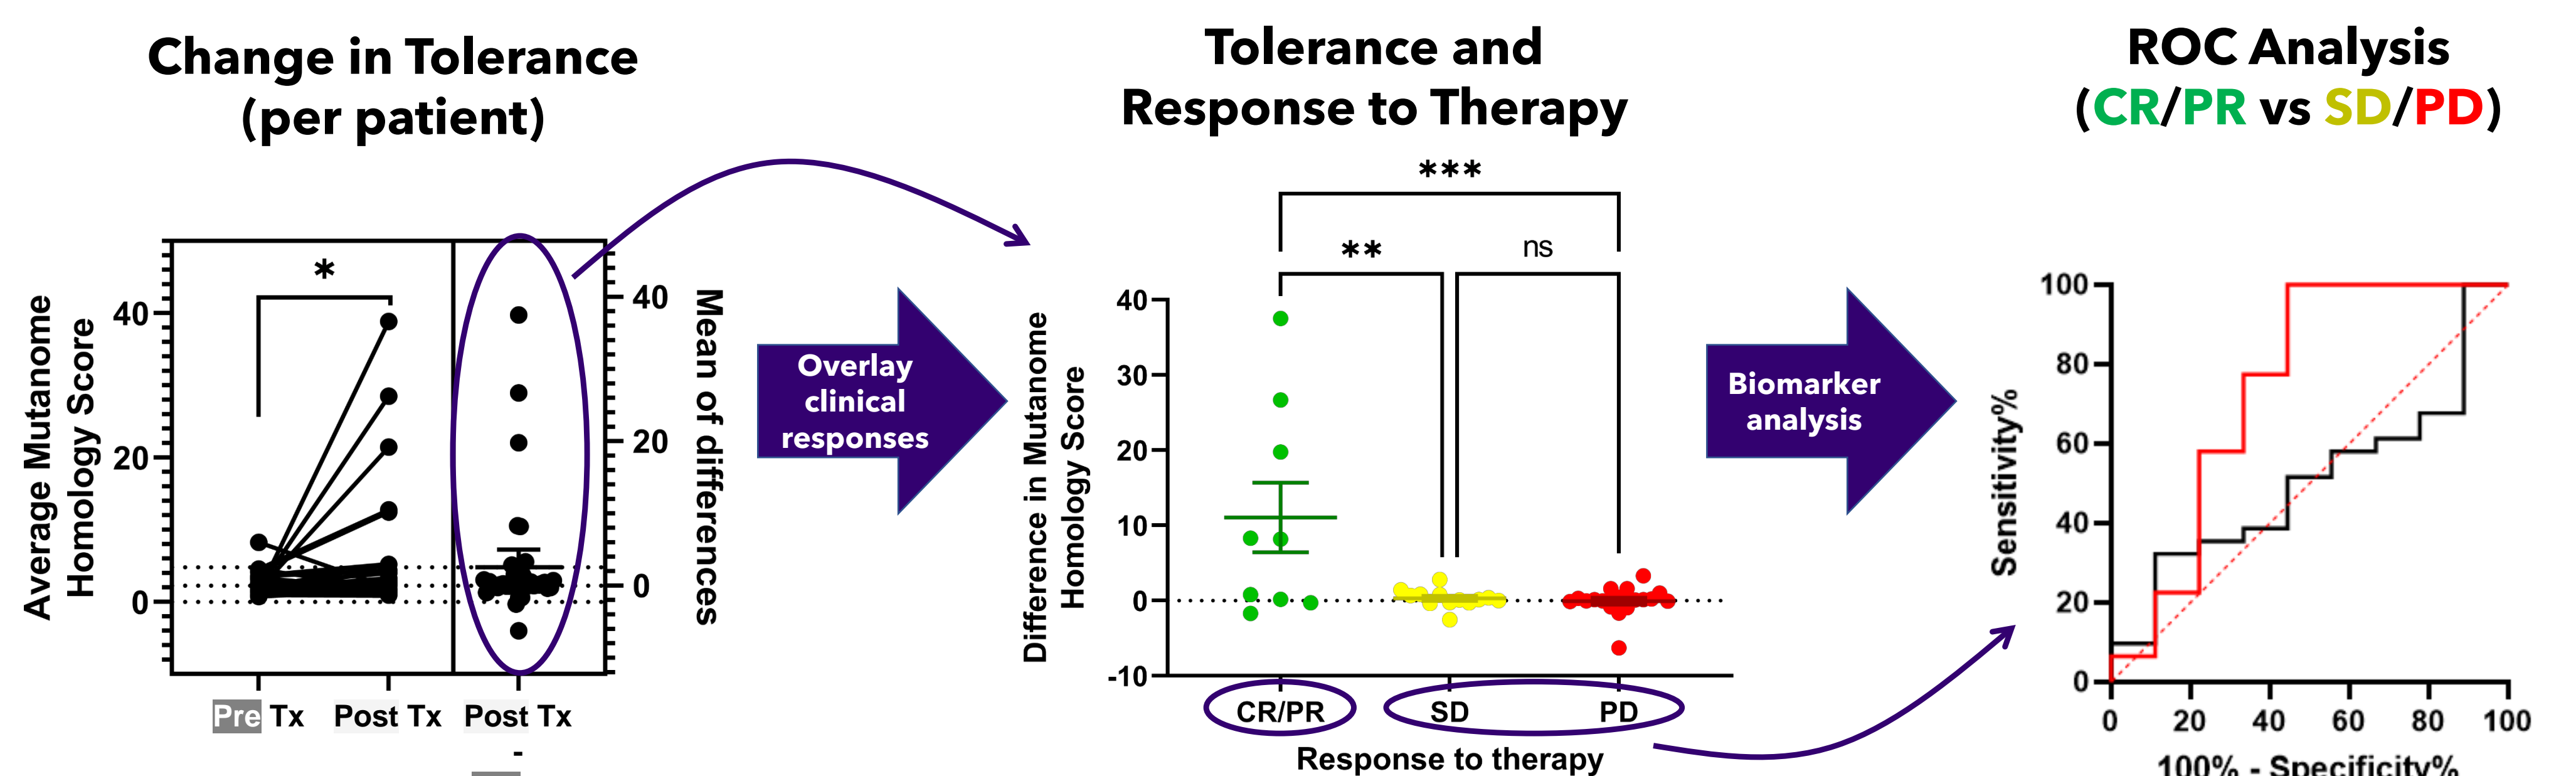 Change in Tolerance
(per patient)
Average Mutanome
Homology Score
40
20
0
*
40
20
0
Mean of differences
Pre Tx
Post Tx
Post Tx
-
Overlay
clinical
responses
Tolerance and
Response to Therapy
***
**
ns
Difference in Mutanome
Homology Score
40
30
20
10
0
-10
CR/PR
SD
PD
Response to therapy
Biomarker
analysis
ROC Analysis
(CR/PR vs SD/PD)
Sensitivity%
100
80
60
40
20
0
0
20
40
60
80
100
100% - Specificity%